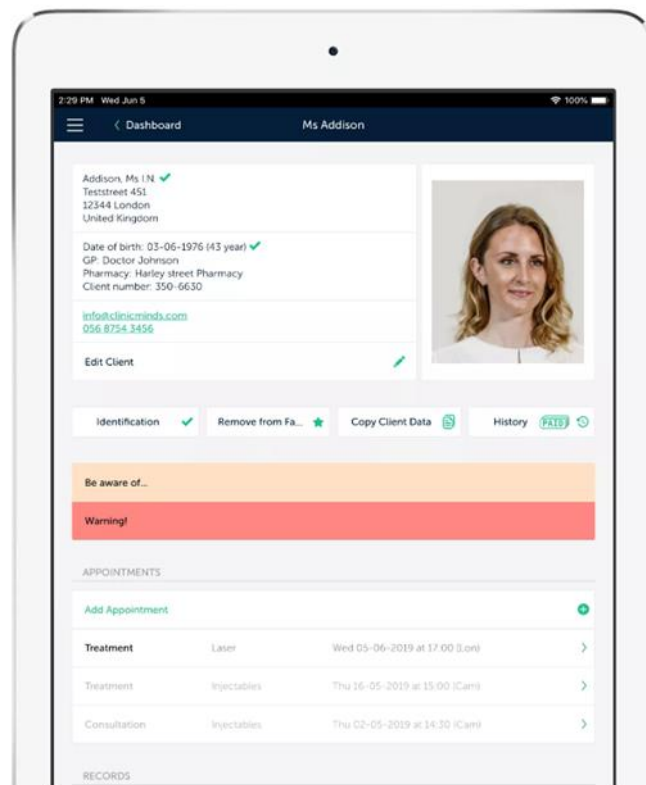 2:29 PM Wed Jun 5 100%
Dashboard Ms Addison
Addison, Ms I.N.
Teststreet 451
12344 London
United Kingdom
Date of birth: 03-06-1976 (43 year)
GP: Doctor Johnson
Pharmacy: Harley street Pharmacy
Client number: 350-6630
info@clinicminds.com
056 8754 3456
Edit Client
Identification Remove from Fa... Copy Client Data History PAID
Be aware of...
Warning!
APPOINTMENTS
Add Appointment
Treatment Laser Wed 05-06-2019 at 17:00 (Lon)
Treatment Injectables Thu 16-05-2019 at 15:00 (Cam)
Consultation Injectables Thu 02-05-2019 at 14:30 (Cam)
RECORDS